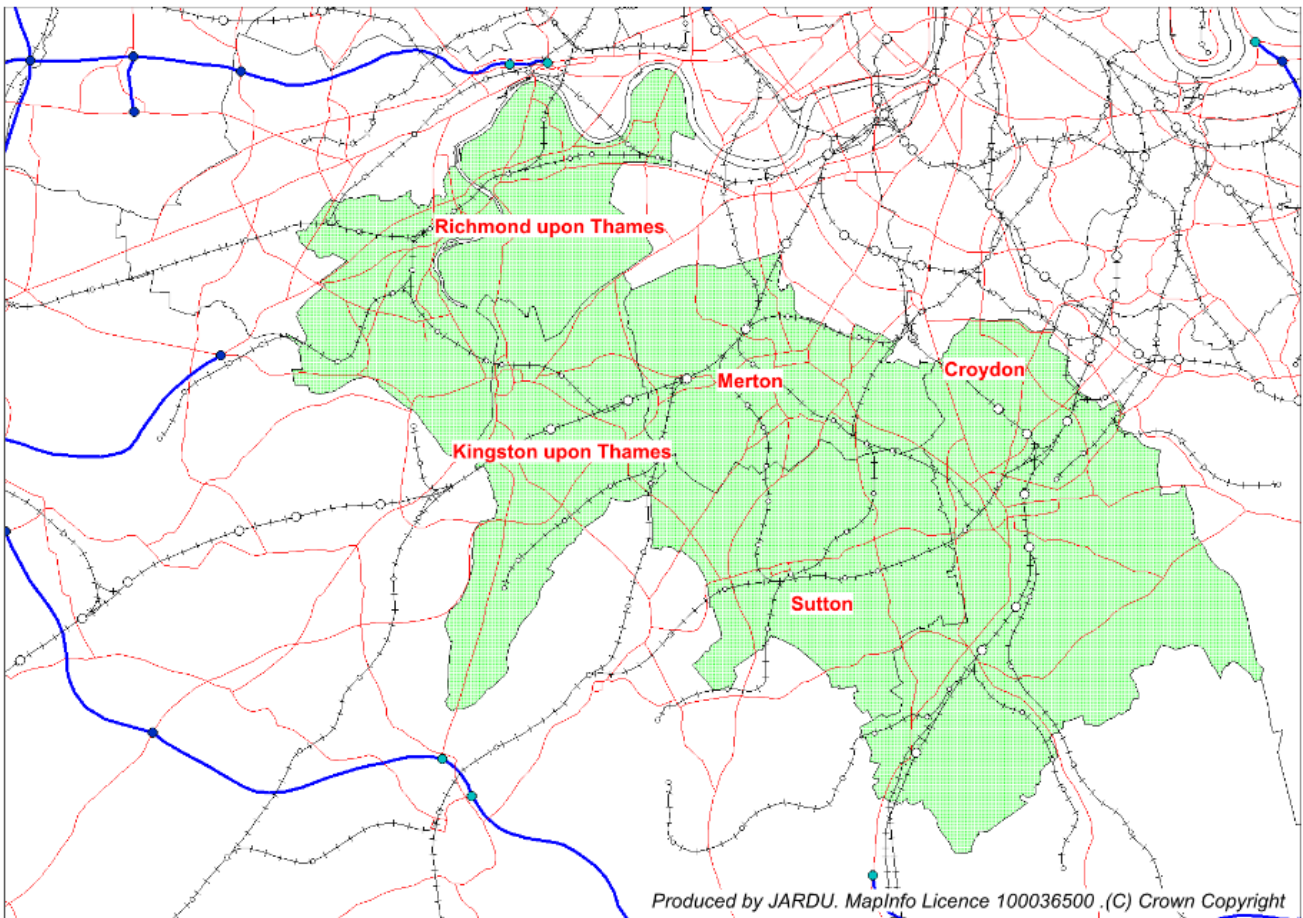 Richmond upon Thames
Merton
Croydon
Kingston upon Thames
Sutton
Produced by JARDU. MapInfo Licence 100036500 .(C) Crown Copyright